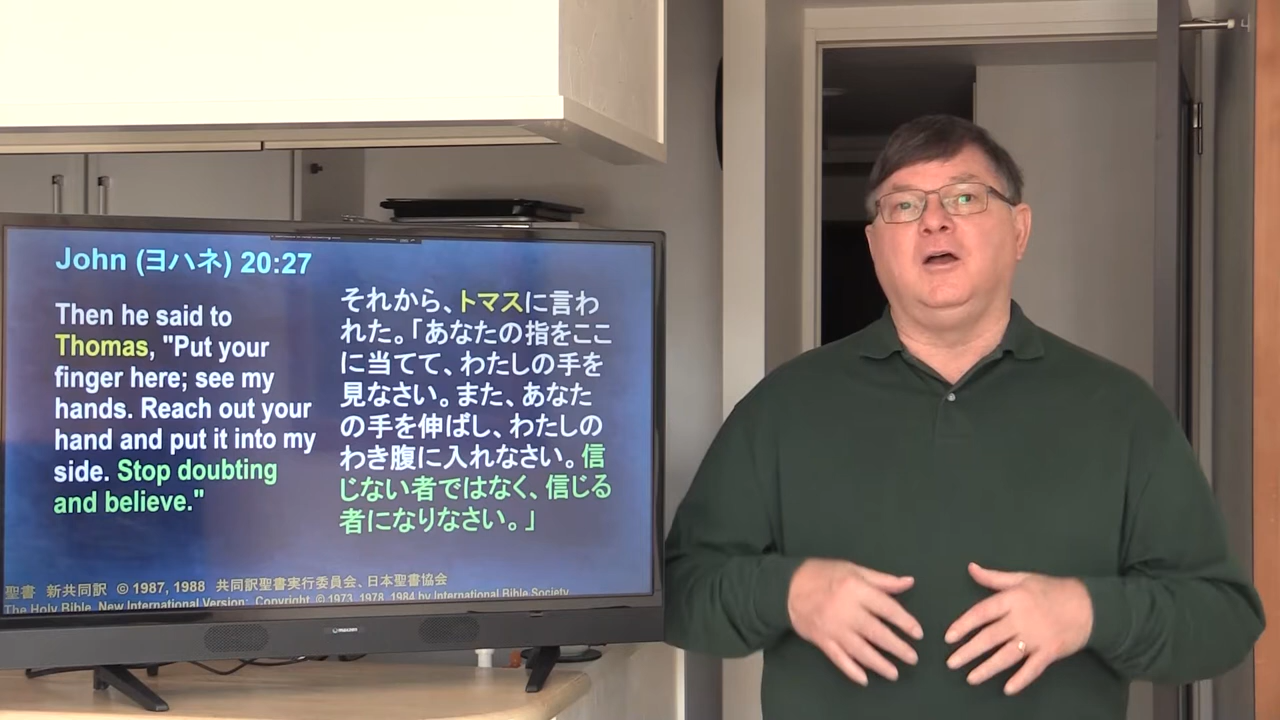 John (ヨハネ) 20:27
Then he said to
Thomas, "Put your
finger here; see my
hands. Reach out your
hand and put it into my
side. Stop doubting
and believe."
それから、トマスに言わ
れた。「あなたの指をここ
に当てて、わたしの手を
見なさい。また、あなた
の手を伸ばし、わたしの
わき腹に入れなさい。信
じない者ではなく、信じる
者になりなさい。」
聖書 新共同訳 © 1987, 1988 共同訳聖書実行委員会、日本聖書協会
The Holy Bible, New International Version; Copyright © 1973, 1978, 1984 by International Bible Society